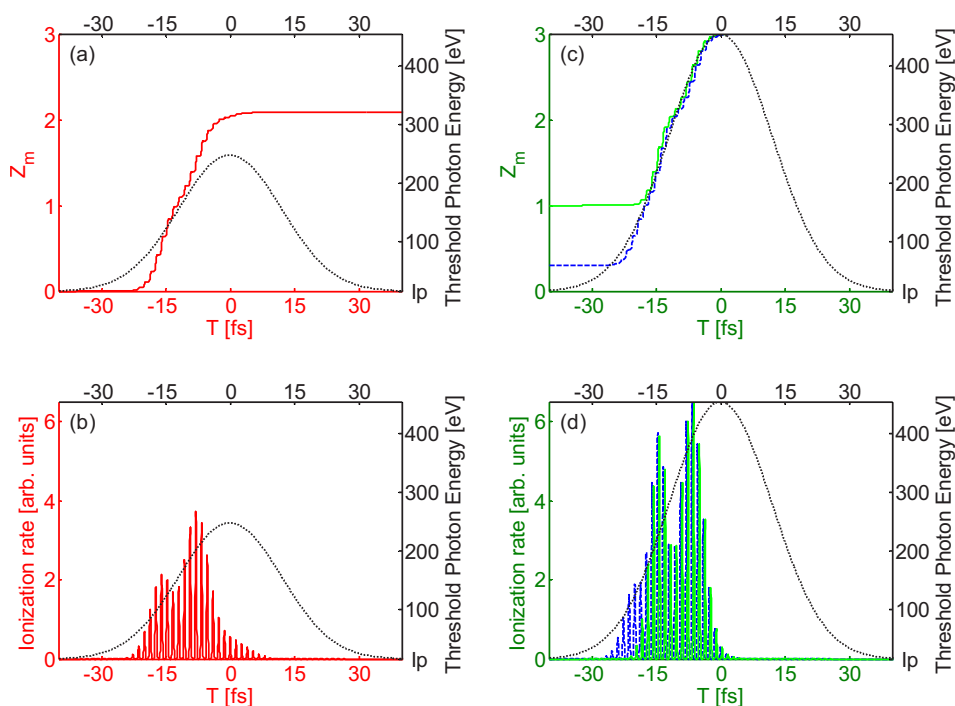 -30 -15 0 15 30
(a)
3
2
1
0
Z_m
400
300
200
100
Ip
Threshold Photon Energy [eV]
-30 -15 0 15 30
T [fs]
-30 -15 0 15 30
(c)
3
2
1
0
Z_m
400
300
200
100
Ip
Threshold Photon Energy [eV]
-30 -15 0 15 30
T [fs]
-30 -15 0 15 30
(b)
6
4
2
0
Ionization rate [arb. units]
400
300
200
100
Ip
Threshold Photon Energy [eV]
-30 -15 0 15 30
T [fs]
-30 -15 0 15 30
(d)
6
4
2
0
Ionization rate [arb. units]
400
300
200
100
Ip
Threshold Photon Energy [eV]
-30 -15 0 15 30
T [fs]